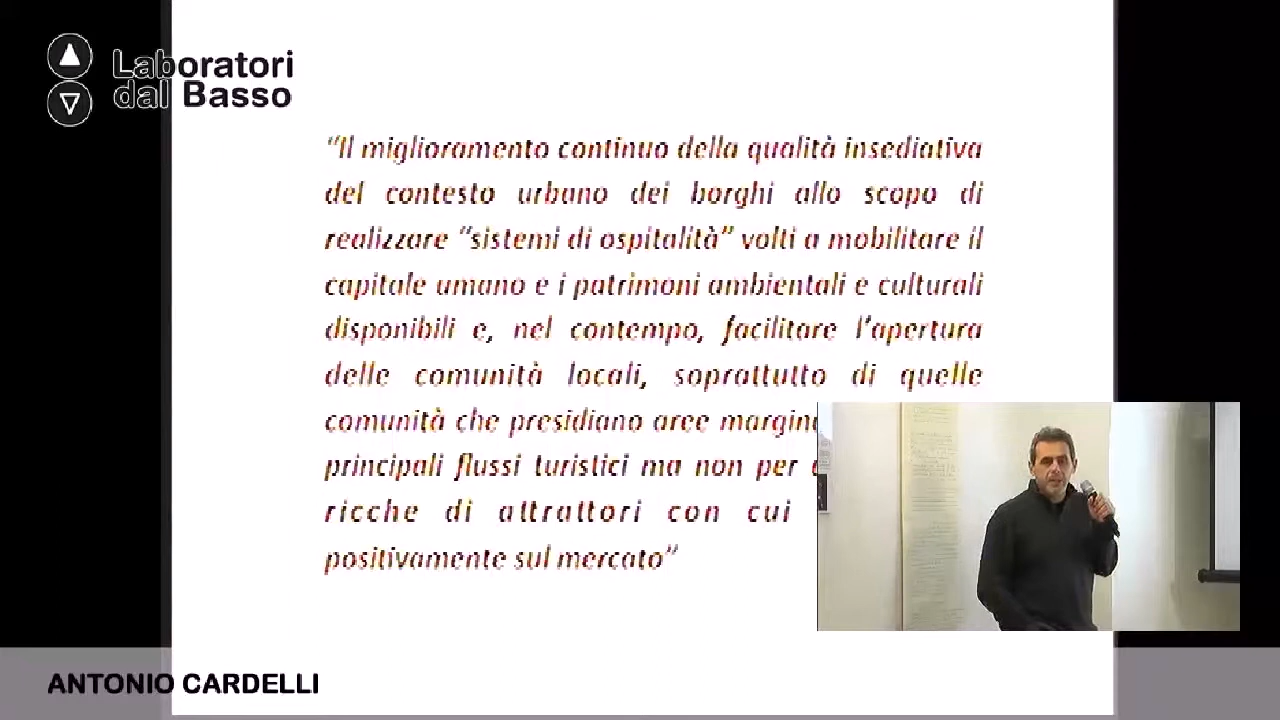 Laboratori
dal Basso
"Il miglioramento continuo della qualità insediativa
del contesto urbano dei borghi allo scopo di
realizzare "sistemi di ospitalità" volti a mobilitare il
capitale umano e i patrimoni ambientali e culturali
disponibili e, nel contempo, facilitare l'apertura
delle comunità locali, soprattutto di quelle
comunità che presidiano aree
principali flussi turistici ma non per
ricche di attrattori con cui
positivamente sul mercato"
ANTONIO CARDELLI